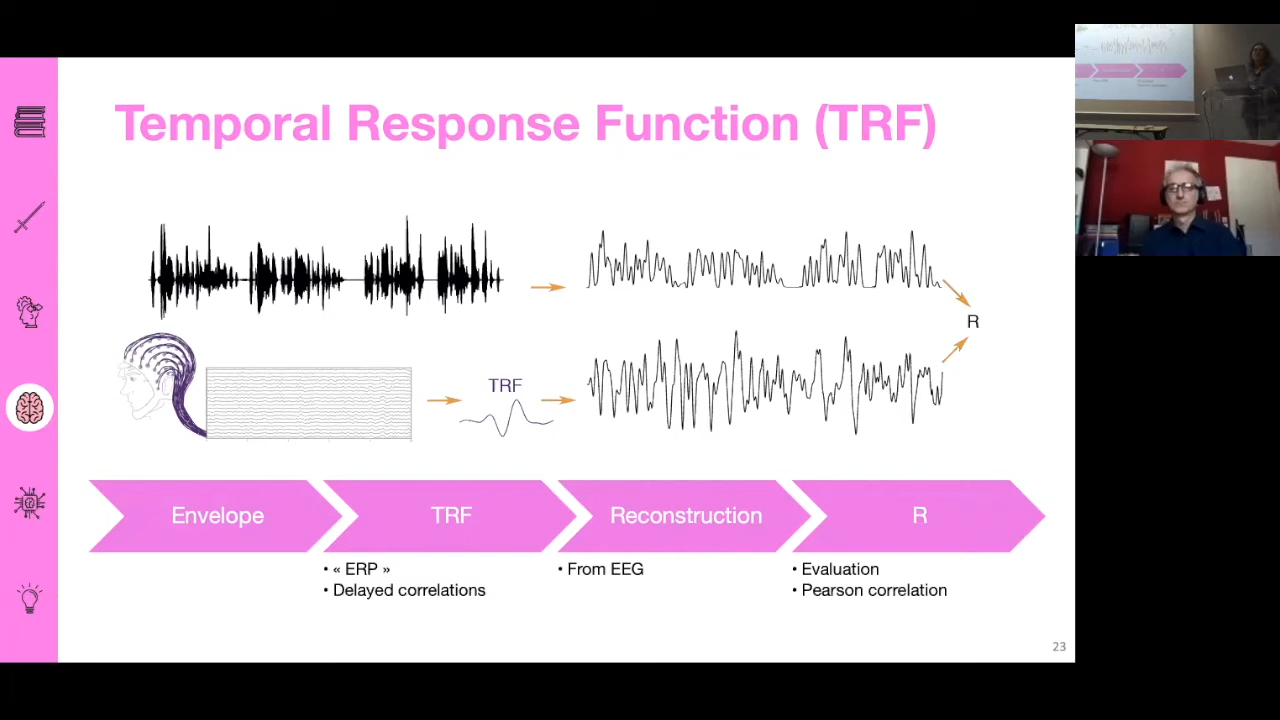 Temporal Response Function (TRF)
R
TRF
Envelope
TRF
Reconstruction
R
• « ERP »
• Delayed correlations
• From EEG
• Evaluation
• Pearson correlation
23